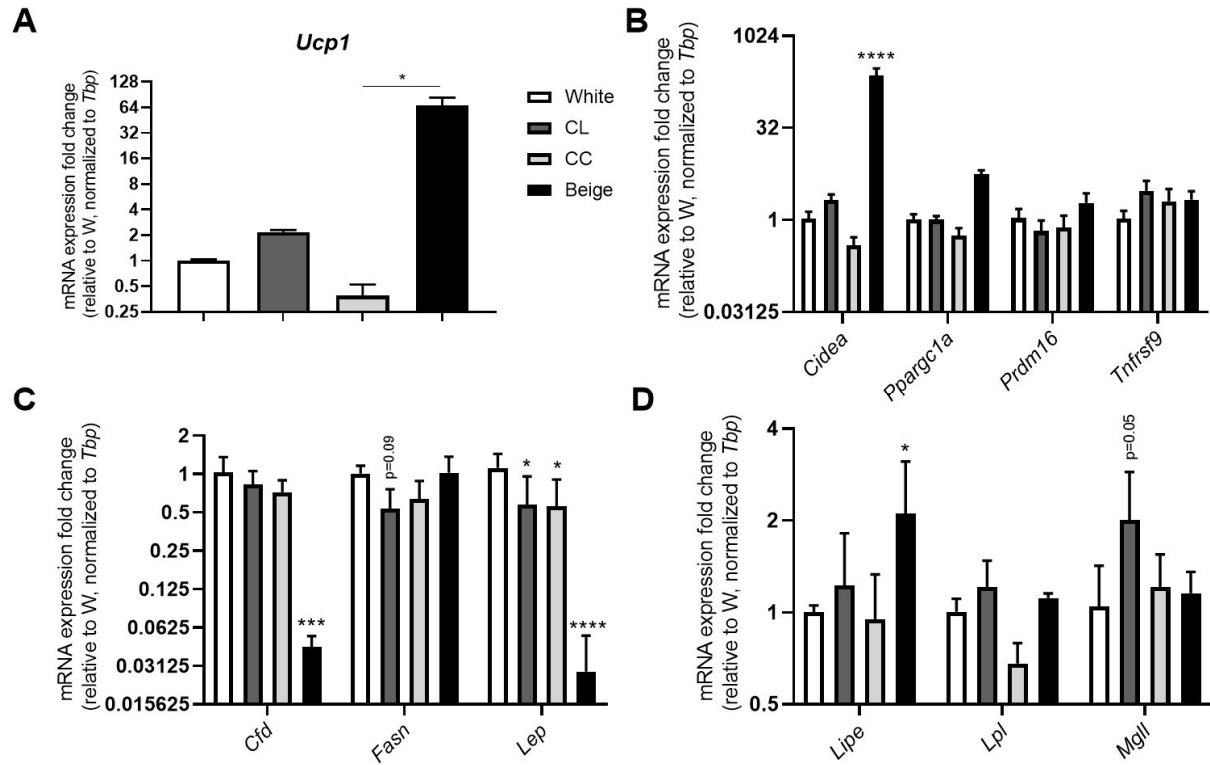 A
Ucp1
mRNA expression fold change
(relative to W, normalized to Tbp)
128
64
32
16
8
4
2
1
0.5
0.25
*
White
CL
CC
Beige
B
mRNA expression fold change
(relative to W, normalized to Tbp)
1024
32
1
0.03125
****
Cidea
Ppargc1a
Prdm16
Tnfrsf9
C
mRNA expression fold change
(relative to W, normalized to Tbp)
2
1
0.5
0.25
0.125
0.0625
0.03125
0.015625
***
p=0.09
*
*
****
Cfd
Fasn
Lep
D
mRNA expression fold change
(relative to W, normalized to Tbp)
4
2
1
0.5
*
p=0.05
Lipe
Lpl
Mgll